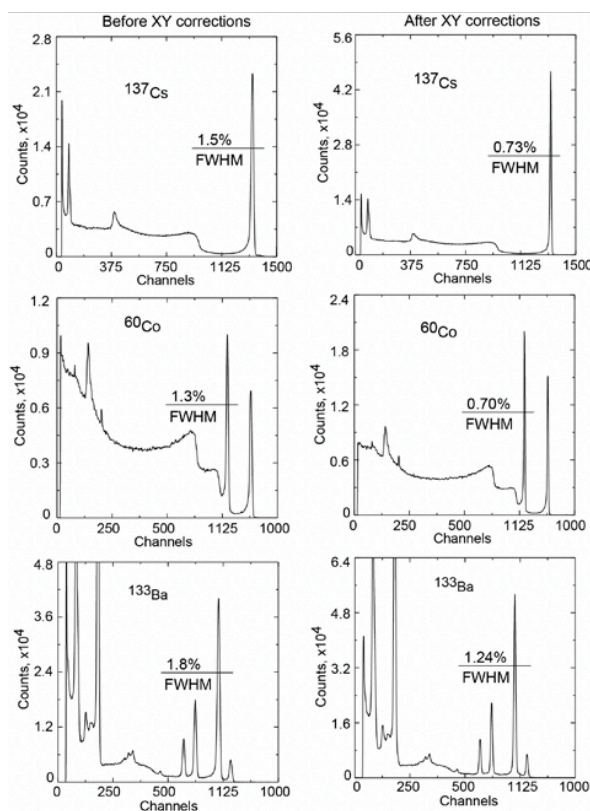 Before XY corrections
After XY corrections
2.8
2.1
1.4
0.7
0
Counts, x10⁴
¹³⁷Cs
1.5%
FWHM
0 375 750 1125 1500
Channels
5.6
4.2
2.8
1.4
0
Counts, x10⁴
¹³⁷Cs
0.73%
FWHM
0 375 750 1125 1500
Channels
1.2
0.9
0.6
0.3
0
Counts, x10⁴
⁶⁰Co
1.3%
FWHM
0 250 500 1125 1000
Channels
2.4
1.8
1.2
0.6
0
Counts, x10⁴
⁶⁰Co
0.70%
FWHM
0 250 500 1125 1000
Channels
4.8
3.6
2.4
1.2
0
Counts, x10⁴
¹³³Ba
1.8%
FWHM
0 250 500 1125 1000
Channels
6.4
4.8
3.2
1.6
0
Counts, x10⁴
¹³³Ba
1.24%
FWHM
0 250 500 1125 1000
Channels